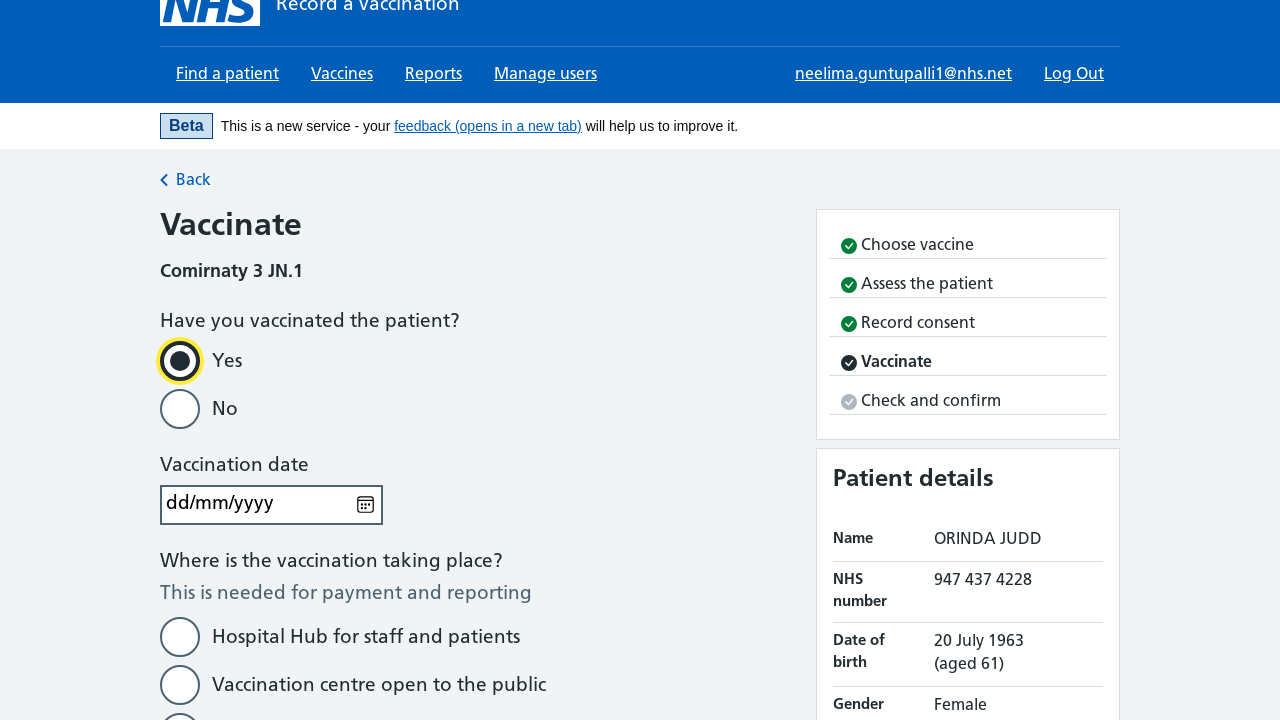 NHS Record a vaccination
Find a patient Vaccines Reports Manage users neelima.guntupalli1@nhs.net Log Out
Beta This is a new service - your feedback (opens in a new tab) will help us to improve it.
Back
Vaccinate
Comirnaty 3 JN.1
Have you vaccinated the patient?
Yes
No
Vaccination date
dd/mm/yyyy
Where is the vaccination taking place?
This is needed for payment and reporting
Hospital Hub for staff and patients
Vaccination centre open to the public
Choose vaccine
Assess the patient
Record consent
Vaccinate
Check and confirm
Patient details
Name ORINDA JUDD
NHS number 947 437 4228
Date of birth 20 July 1963 (aged 61)
Gender Female